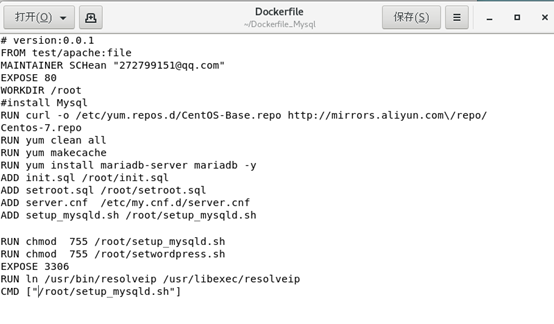 打开(O)
Dockerfile
~/Dockerfile_Mysql
保存(S)
# version:0.0.1
FROM test/apache:file
MAINTAINER SCHean "272799151@qq.com"
EXPOSE 80
WORKDIR /root
#install Mysql
RUN curl -o /etc/yum.repos.d/CentOS-Base.repo http://mirrors.aliyun.com\/repo/
Centos-7.repo
RUN yum clean all
RUN yum makecache
RUN yum install mariadb-server mariadb -y
ADD init.sql /root/init.sql
ADD setroot.sql /root/setroot.sql
ADD server.cnf  /etc/my.cnf.d/server.cnf
ADD setup_mysqld.sh /root/setup_mysqld.sh

RUN chmod  755 /root/setup_mysqld.sh
RUN chmod  755 /root/setwordpress.sh
EXPOSE 3306
RUN ln /usr/bin/resolveip /usr/libexec/resolveip
CMD ["/root/setup_mysqld.sh"]